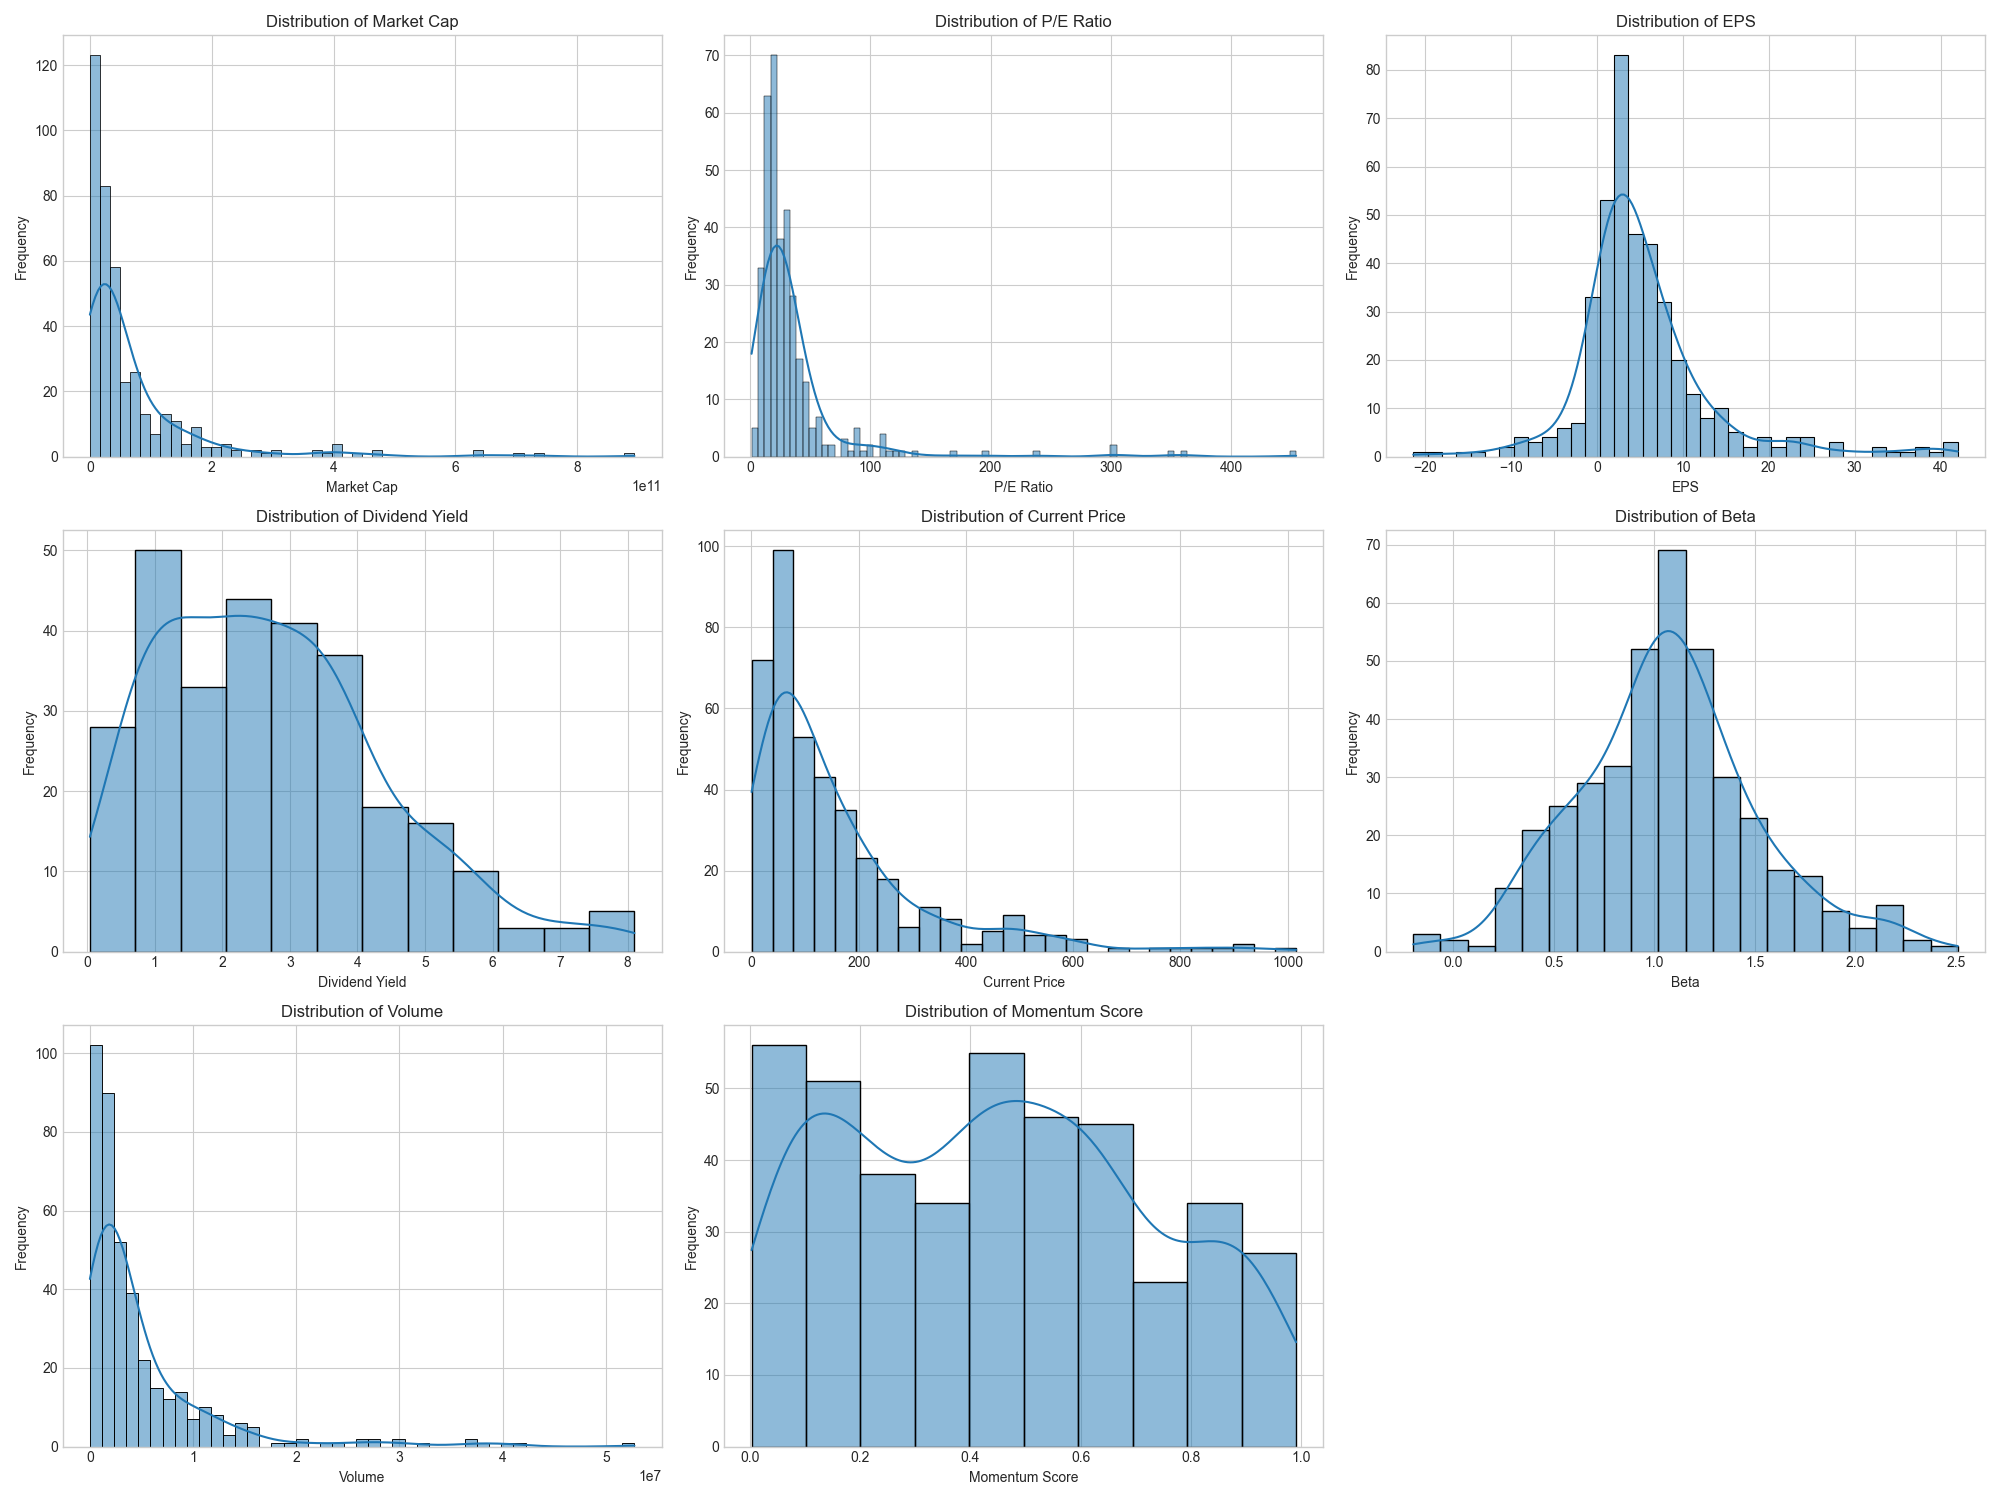 Distribution of Market Cap
Frequency
120
100
80
60
40
20
0
0 2 4 6 8
1e11
Market Cap
Distribution of P/E Ratio
Frequency
70
60
50
40
30
20
10
0
0 100 200 300 400
P/E Ratio
Distribution of EPS
Frequency
80
70
60
50
40
30
20
10
0
−20 −10 0 10 20 30 40
EPS
Distribution of Dividend Yield
Frequency
50
40
30
20
10
0
0 1 2 3 4 5 6 7 8
Dividend Yield
Distribution of Current Price
Frequency
100
80
60
40
20
0
0 200 400 600 800 1000
Current Price
Distribution of Beta
Frequency
70
60
50
40
30
20
10
0
0.0 0.5 1.0 1.5 2.0 2.5
Beta
Distribution of Volume
Frequency
100
80
60
40
20
0
0 1 2 3 4 5
1e7
Volume
Distribution of Momentum Score
Frequency
50
40
30
20
10
0
0.0 0.2 0.4 0.6 0.8 1.0
Momentum Score